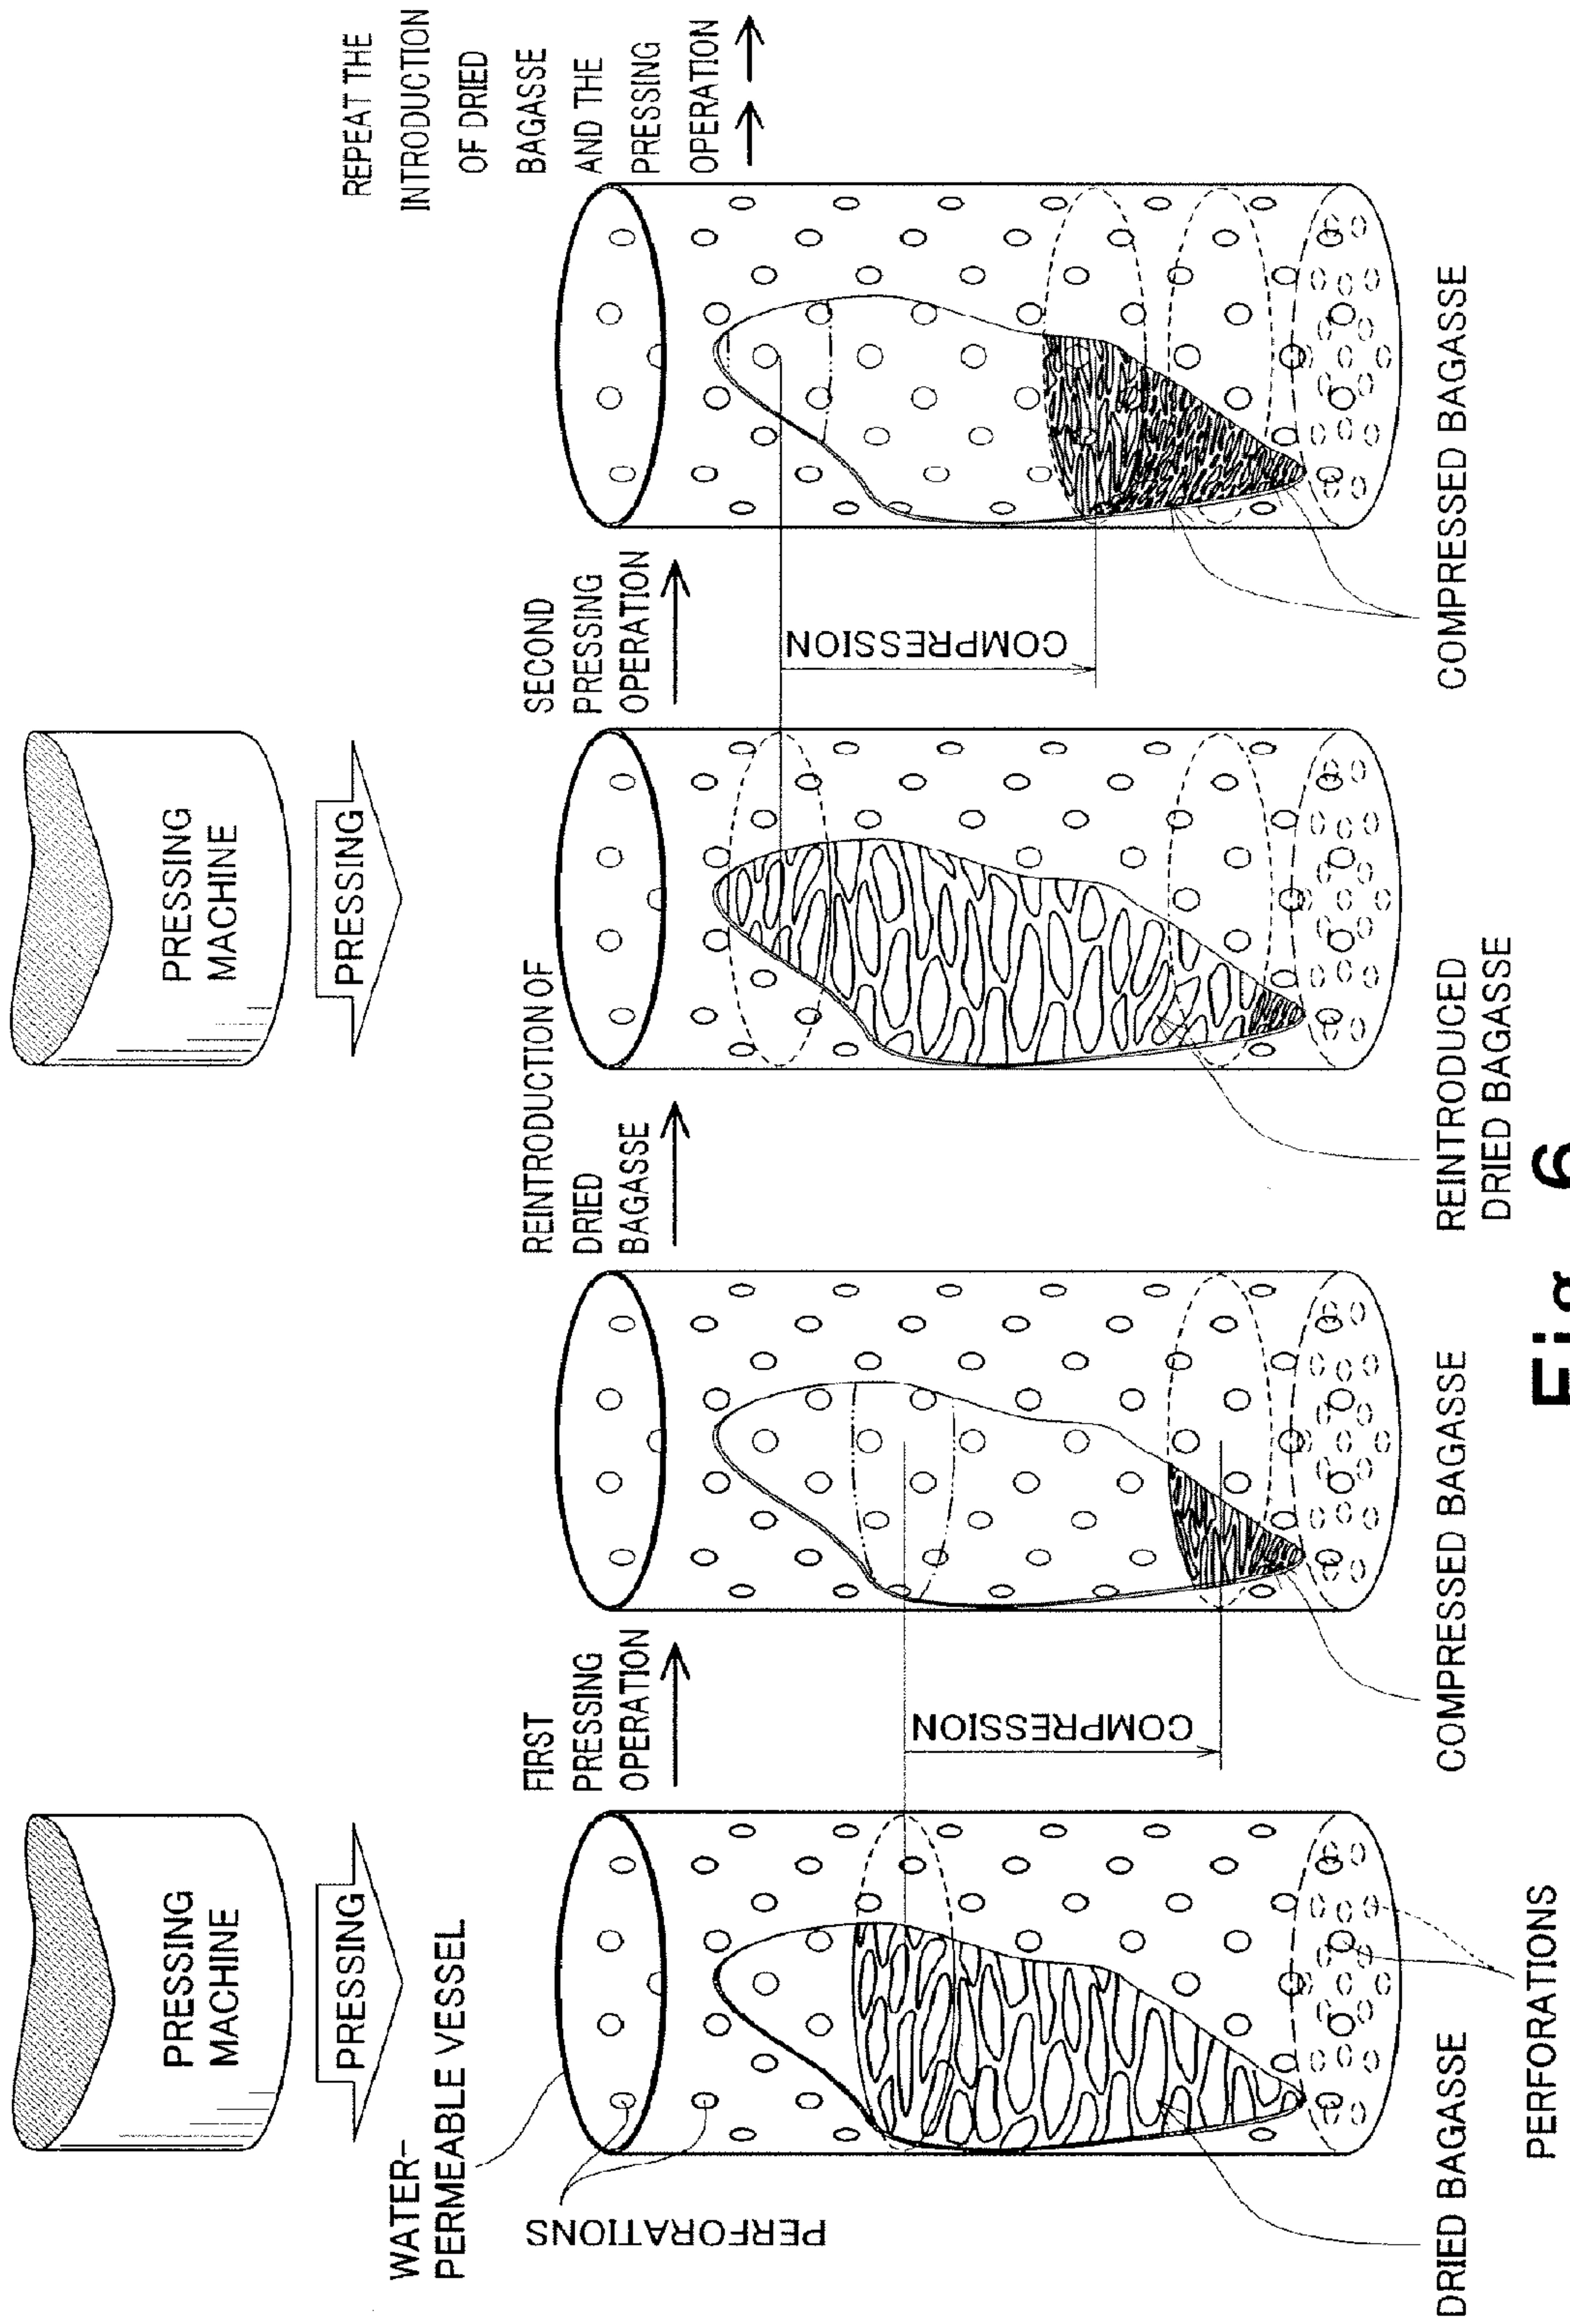 PRESSING
MACHINE
PRESSING
WATER-
PERMEABLE VESSEL
PERFORATIONS
DRIED BAGASSE
PERFORATIONS
FIRST
PRESSING
OPERATION
COMPRESSION
COMPRESSED BAGASSE
REINTRODUCTION OF
DRIED
BAGASSE
PRESSING
MACHINE
PRESSING
REINTRODUCED
DRIED BAGASSE
SECOND
PRESSING
OPERATION
COMPRESSION
COMPRESSED BAGASSE
REPEAT THE
INTRODUCTION
OF DRIED
BAGASSE
AND THE
PRESSING
OPERATION
Fig. 6